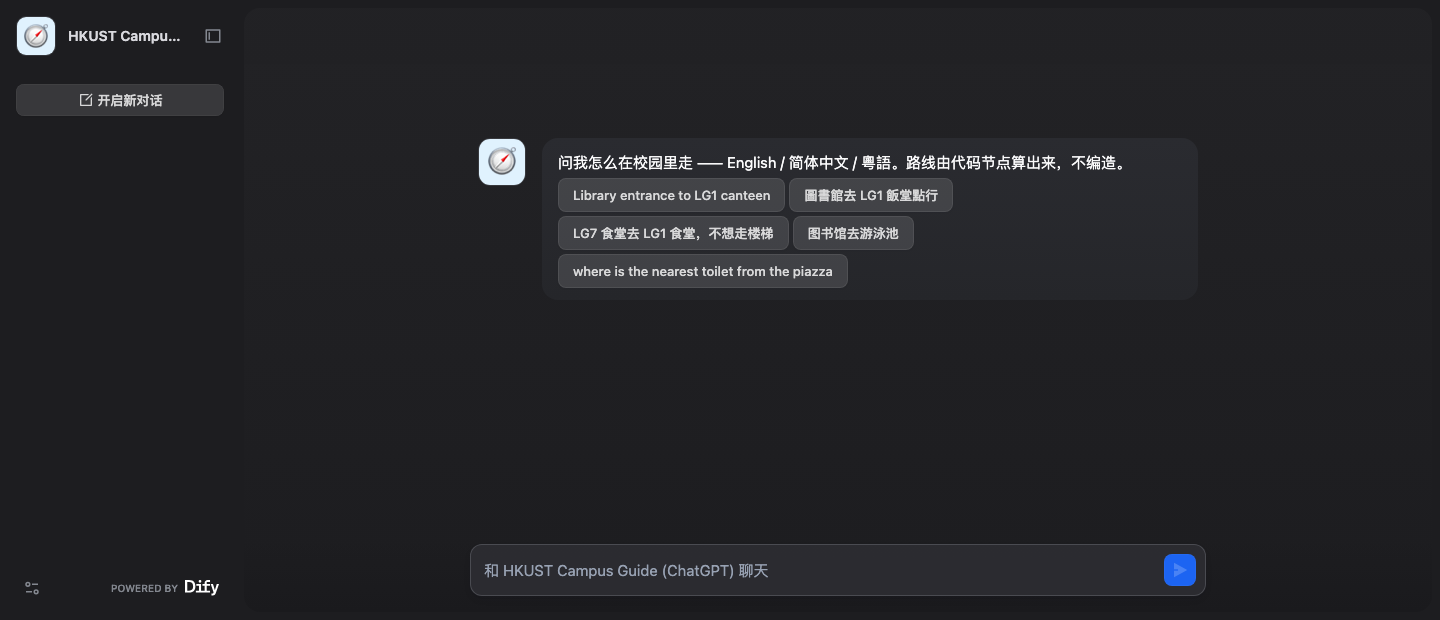 HKUST Campu...
开启新对话
问我怎么在校园里走 —— English / 简体中文 / 粵語。路线由代码节点算出来，不编造。
Library entrance to LG1 canteen
圖書館去 LG1 飯堂點行
LG7 食堂去 LG1 食堂，不想走楼梯
图书馆去游泳池
where is the nearest toilet from the piazza
和 HKUST Campus Guide (ChatGPT) 聊天
POWERED BY Dify